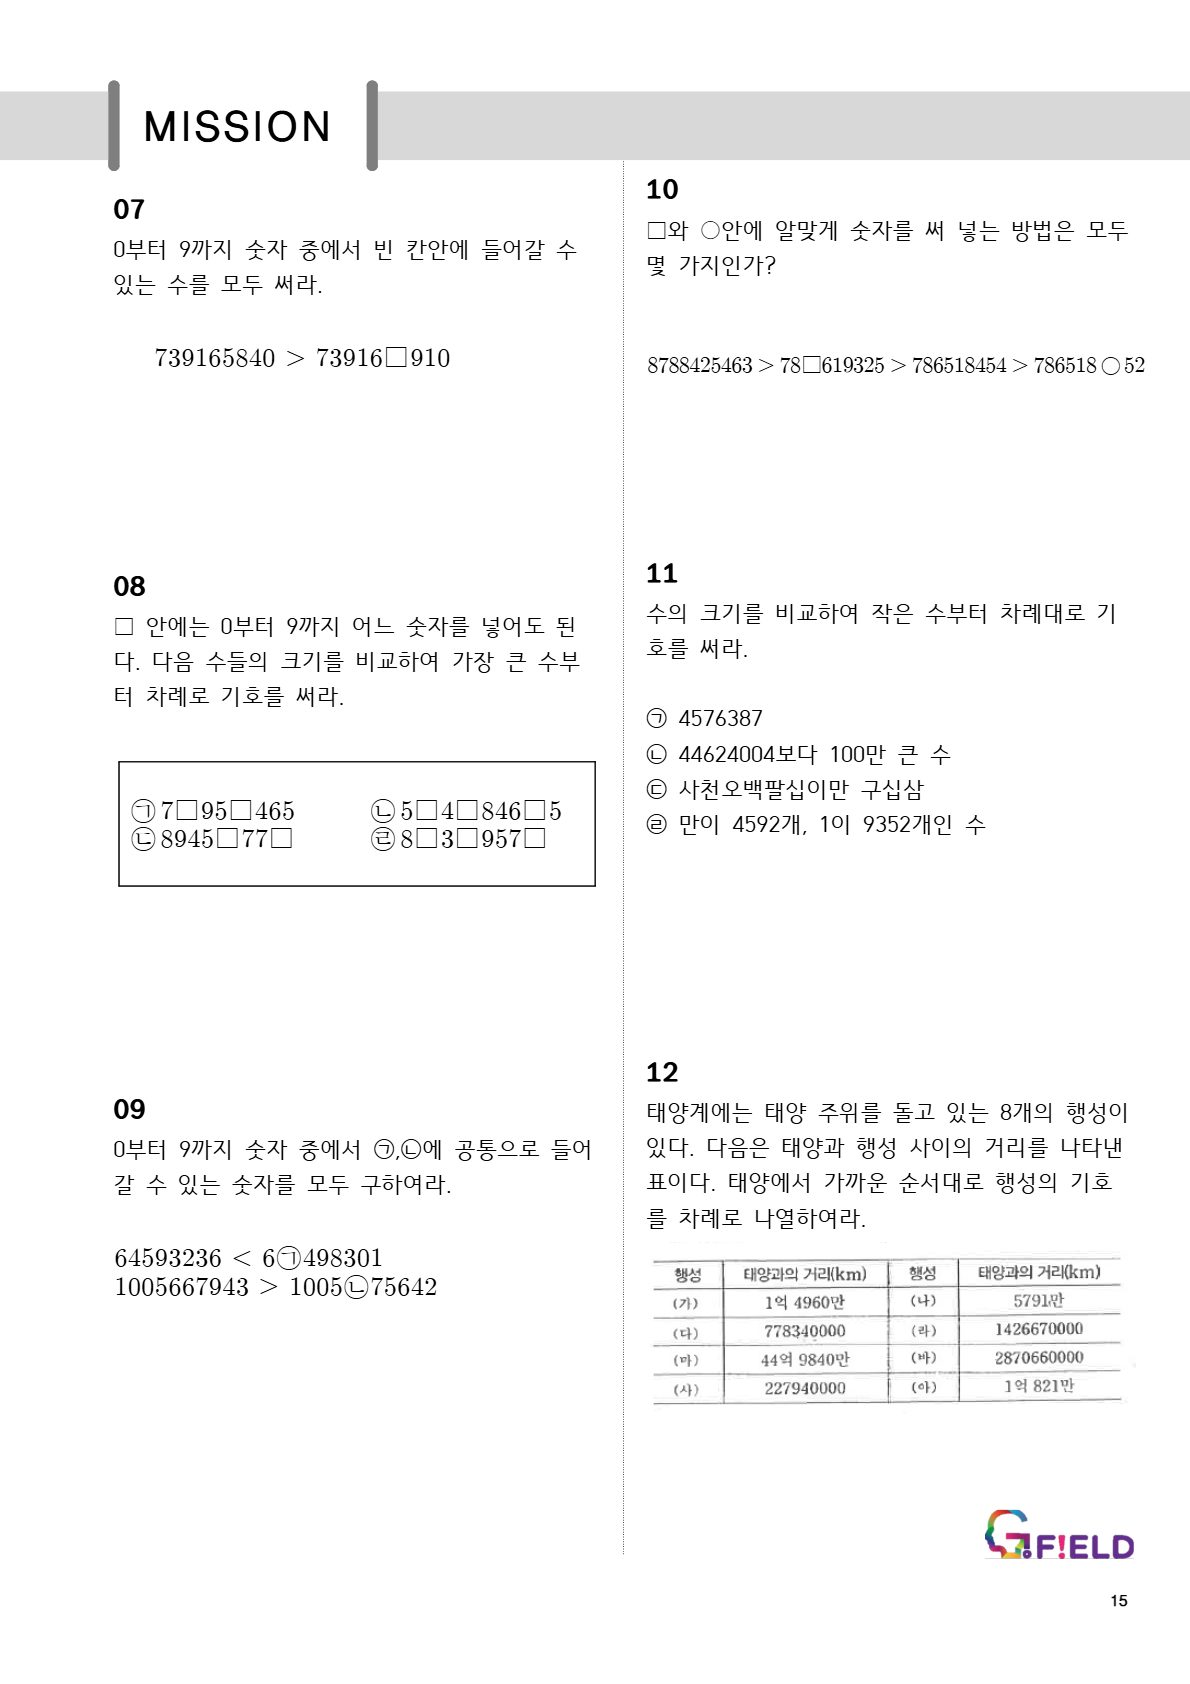 MISSION
07
0부터 9까지 숫자 중에서 빈 칸안에 들어갈 수
있는 수를 모두 써라.
739165840 > 73916□910
08
□ 안에는 0부터 9까지 어느 숫자를 넣어도 된
다. 다음 수들의 크기를 비교하여 가장 큰 수부
터 차례로 기호를 써라.
㉠7□95□465 ㉡5□4□846□5
㉢8945□77□ ㉣8□3□957□
09
0부터 9까지 숫자 중에서 ㉠,㉡에 공통으로 들어
갈 수 있는 숫자를 모두 구하여라.
64593236 < 6㉠498301
1005667943 > 1005㉡75642
10
□와 ○안에 알맞게 숫자를 써 넣는 방법은 모두
몇 가지인가?
8788425463 > 78□619325 > 786518454 > 786518○52
11
수의 크기를 비교하여 작은 수부터 차례대로 기
호를 써라.
㉠ 4576387
㉡ 44624004보다 100만 큰 수
㉢ 사천오백팔십이만 구십삼
㉣ 만이 4592개, 1이 9352개인 수
12
태양계에는 태양 주위를 돌고 있는 8개의 행성이
있다. 다음은 태양과 행성 사이의 거리를 나타낸
표이다. 태양에서 가까운 순서대로 행성의 기호
를 차례로 나열하여라.
행성 태양과의 거리(km) 행성 태양과의 거리(km)
(가) 1억 4960만 (나) 5791만
(다) 778340000 (라) 1426670000
(마) 44억 9840만 (바) 2870660000
(사) 227940000 (아) 1억 821만
G.F!ELD
15